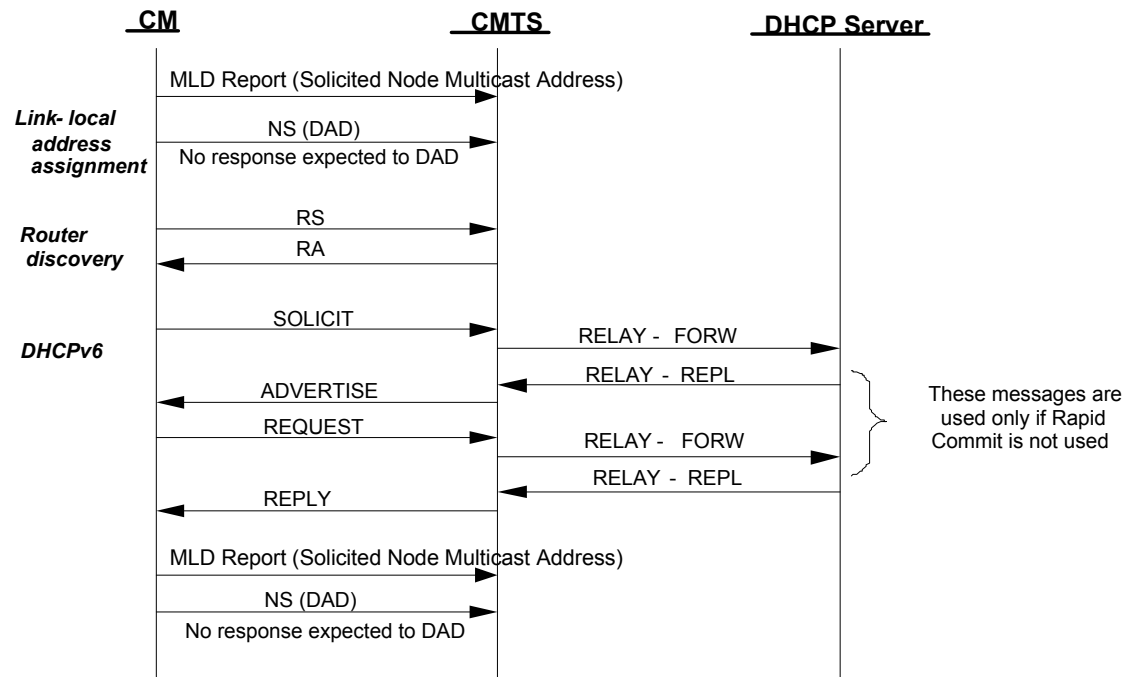 CM
CMTS
DHCP Server
MLD Report (Solicited Node Multicast Address)
Link- local
address
assignment
NS (DAD)
No response expected to DAD
RS
Router
discovery
RA
SOLICIT
DHCPv6
RELAY - FORW
RELAY - REPL
ADVERTISE
REQUEST
RELAY - FORW
These messages are
used only if Rapid
Commit is not used
RELAY - REPL
REPLY
MLD Report (Solicited Node Multicast Address)
NS (DAD)
No response expected to DAD